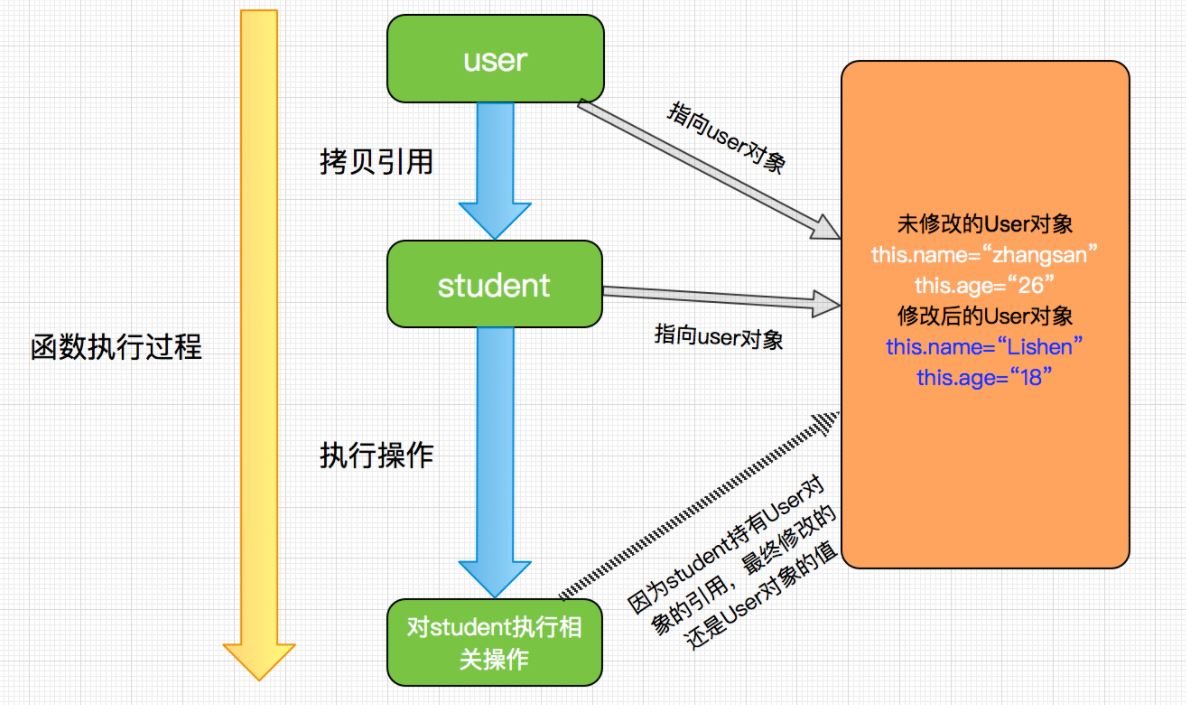 user
指向user对象
拷贝引用
student
指向user对象
未修改的User对象
this.name=“zhangsan”
this.age=“26”
修改后的User对象
this.name=“Lishen”
this.age=“18”
函数执行过程
执行操作
因为student持有User对
象的引用，最终修改的
还是User对象的值
对student执行相
关操作